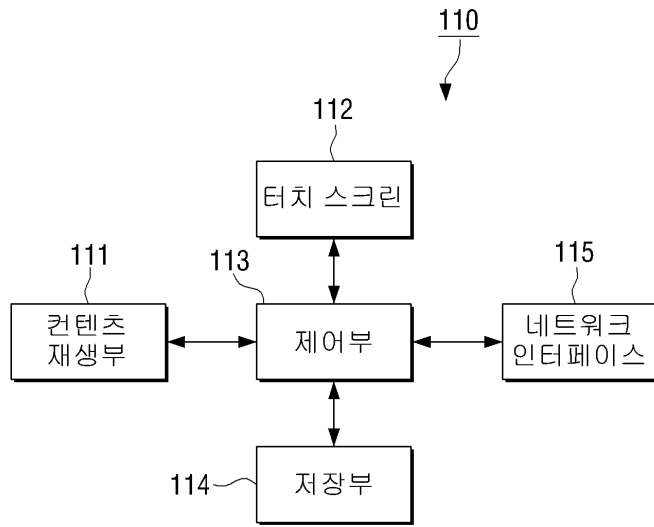 110
112
터치 스크린
111
113
115
컨텐츠
재생부
제어부
네트워크
인터페이스
114
저장부